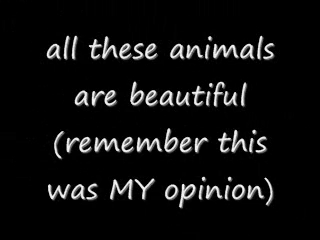 all these animals
are beautiful
(remember this
was MY opinion)